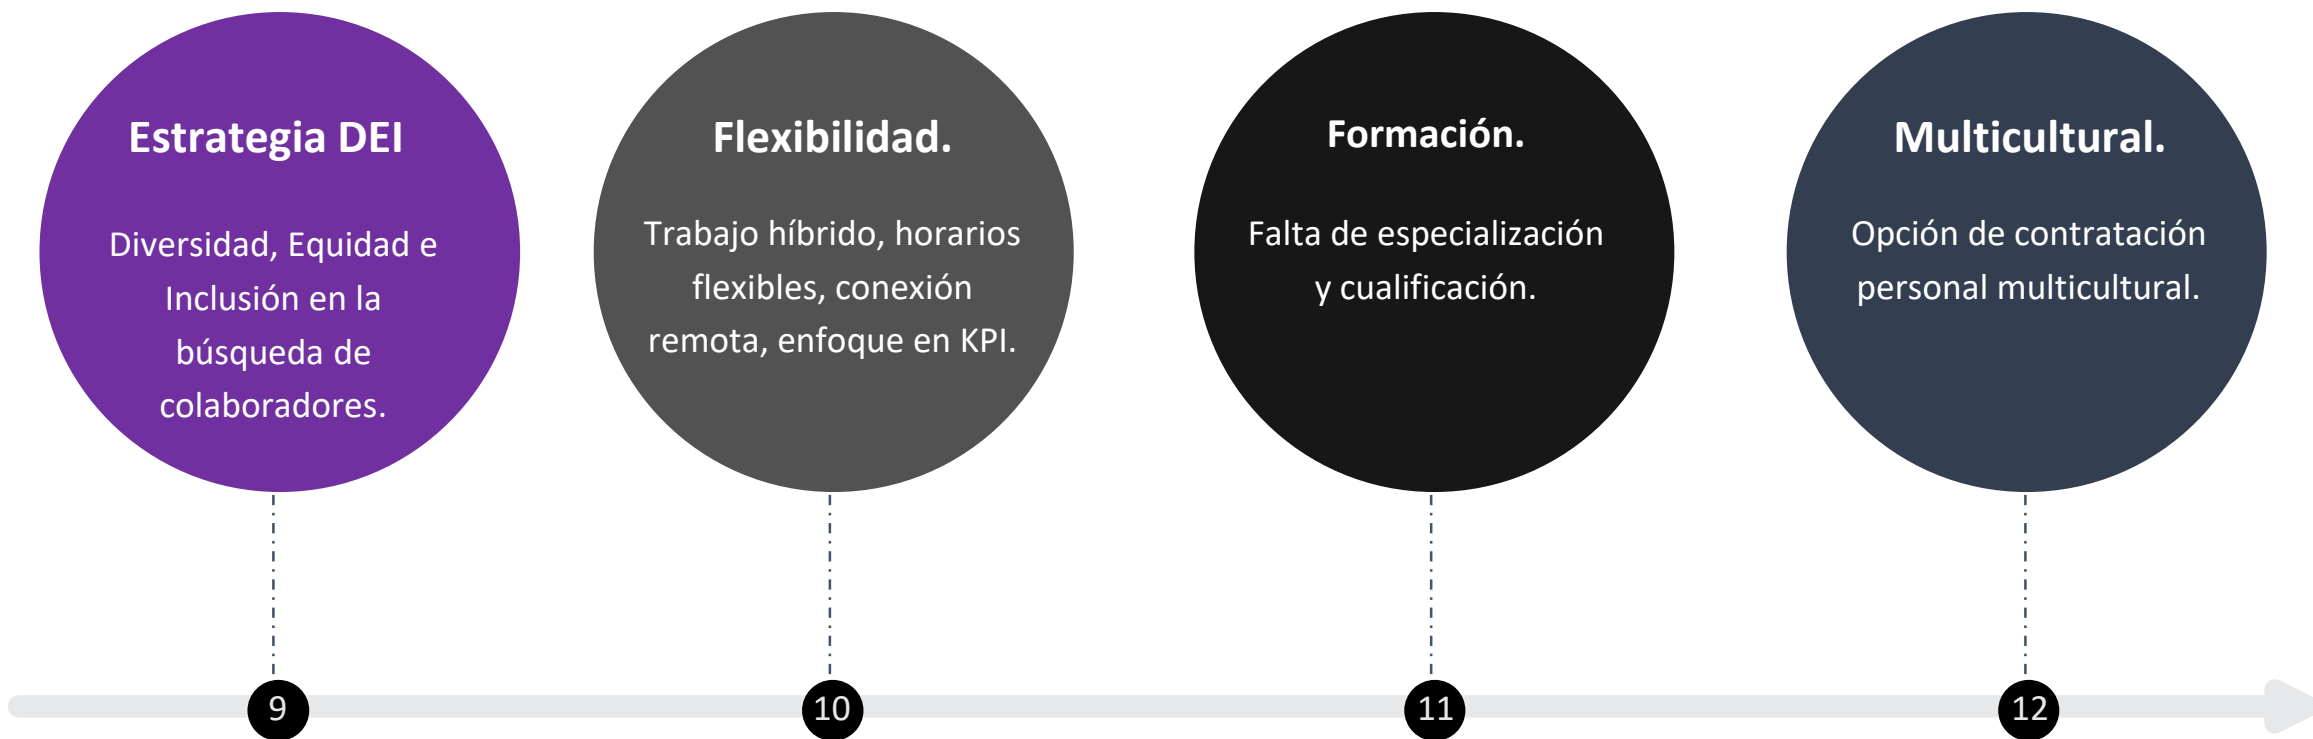 Estrategia DEI
Diversidad, Equidad e
Inclusión en la
búsqueda de
colaboradores.
Flexibilidad.
Trabajo híbrido, horarios
flexibles, conexión
remota, enfoque en KPI.
Formación.
Falta de especialización
y cualificación.
Multicultural.
Opción de contratación
personal multicultural.
9
10
11
12